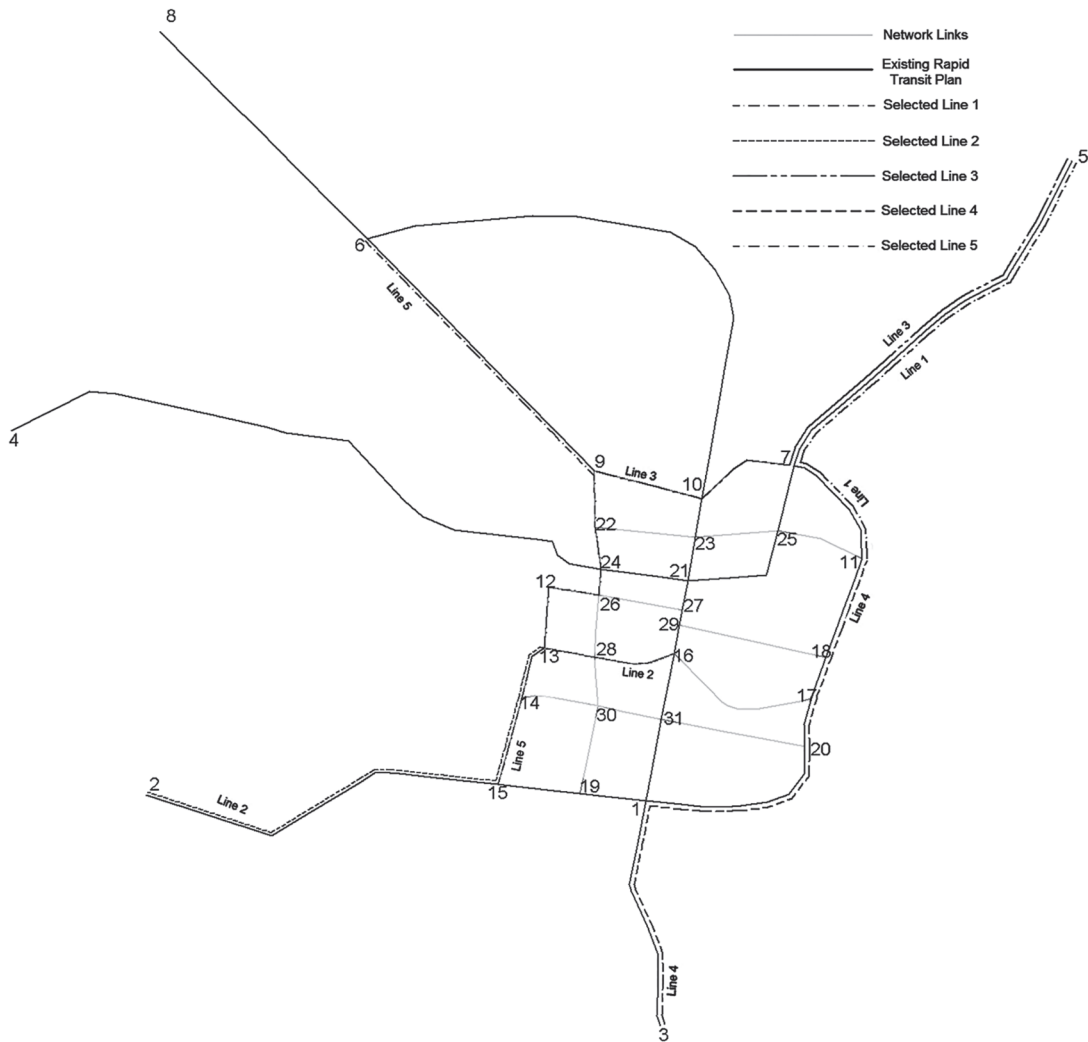 8
Network Links
Existing Rapid
Transit Plan
Selected Line 1
Selected Line 2
Selected Line 3
Selected Line 4
Selected Line 5
5
6
Line 5
Line 3
Line 1
4
9
Line 3
10
7
Line 1
22
23
25
11
24
21
12
26
27
Line 4
29
28
18
13
Line 2
16
14
30
31
17
20
Line 5
2
Line 2
15
19
1
Line 4
3